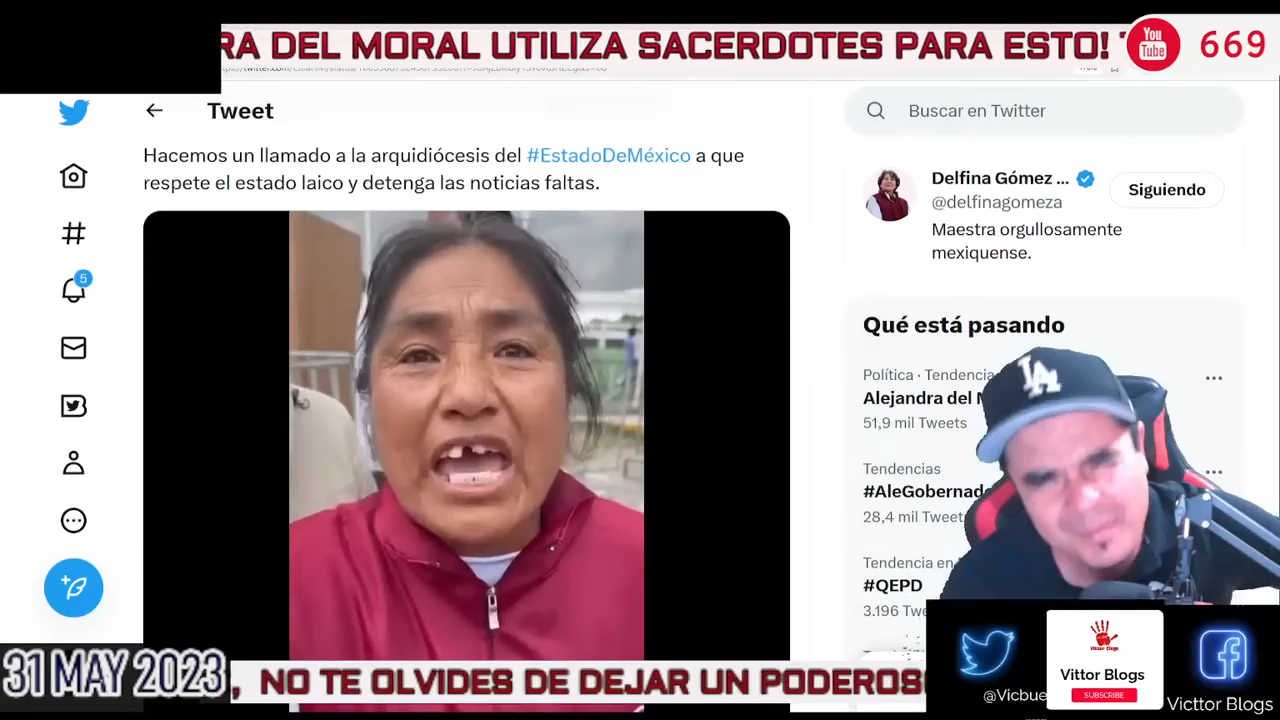 RA DEL MORAL UTILIZA SACERDOTES PARA ESTO!
You
Tube
669
Tweet
Buscar en Twitter
Hacemos un llamado a la arquidiócesis del #EstadoDeMéxico a que
respete el estado laico y detenga las noticias faltas.
Delfina Gómez ...
@delfinagomeza
Siguiendo
Maestra orgullosamente
mexiquense.
5
Qué está pasando
Política · Tendencia
Alejandra del
51,9 mil Tweets
LA
Tendencias
#AleGobernad
28,4 mil Tweet
Tendencia en
#QEPD
3.196 Twe
31 MAY 2023
, NO TE OLVIDES DE DEJAR UN PODEROS
@Vicbue
Vittor Blogs
SUBSCRIBE
Victtor Blogs